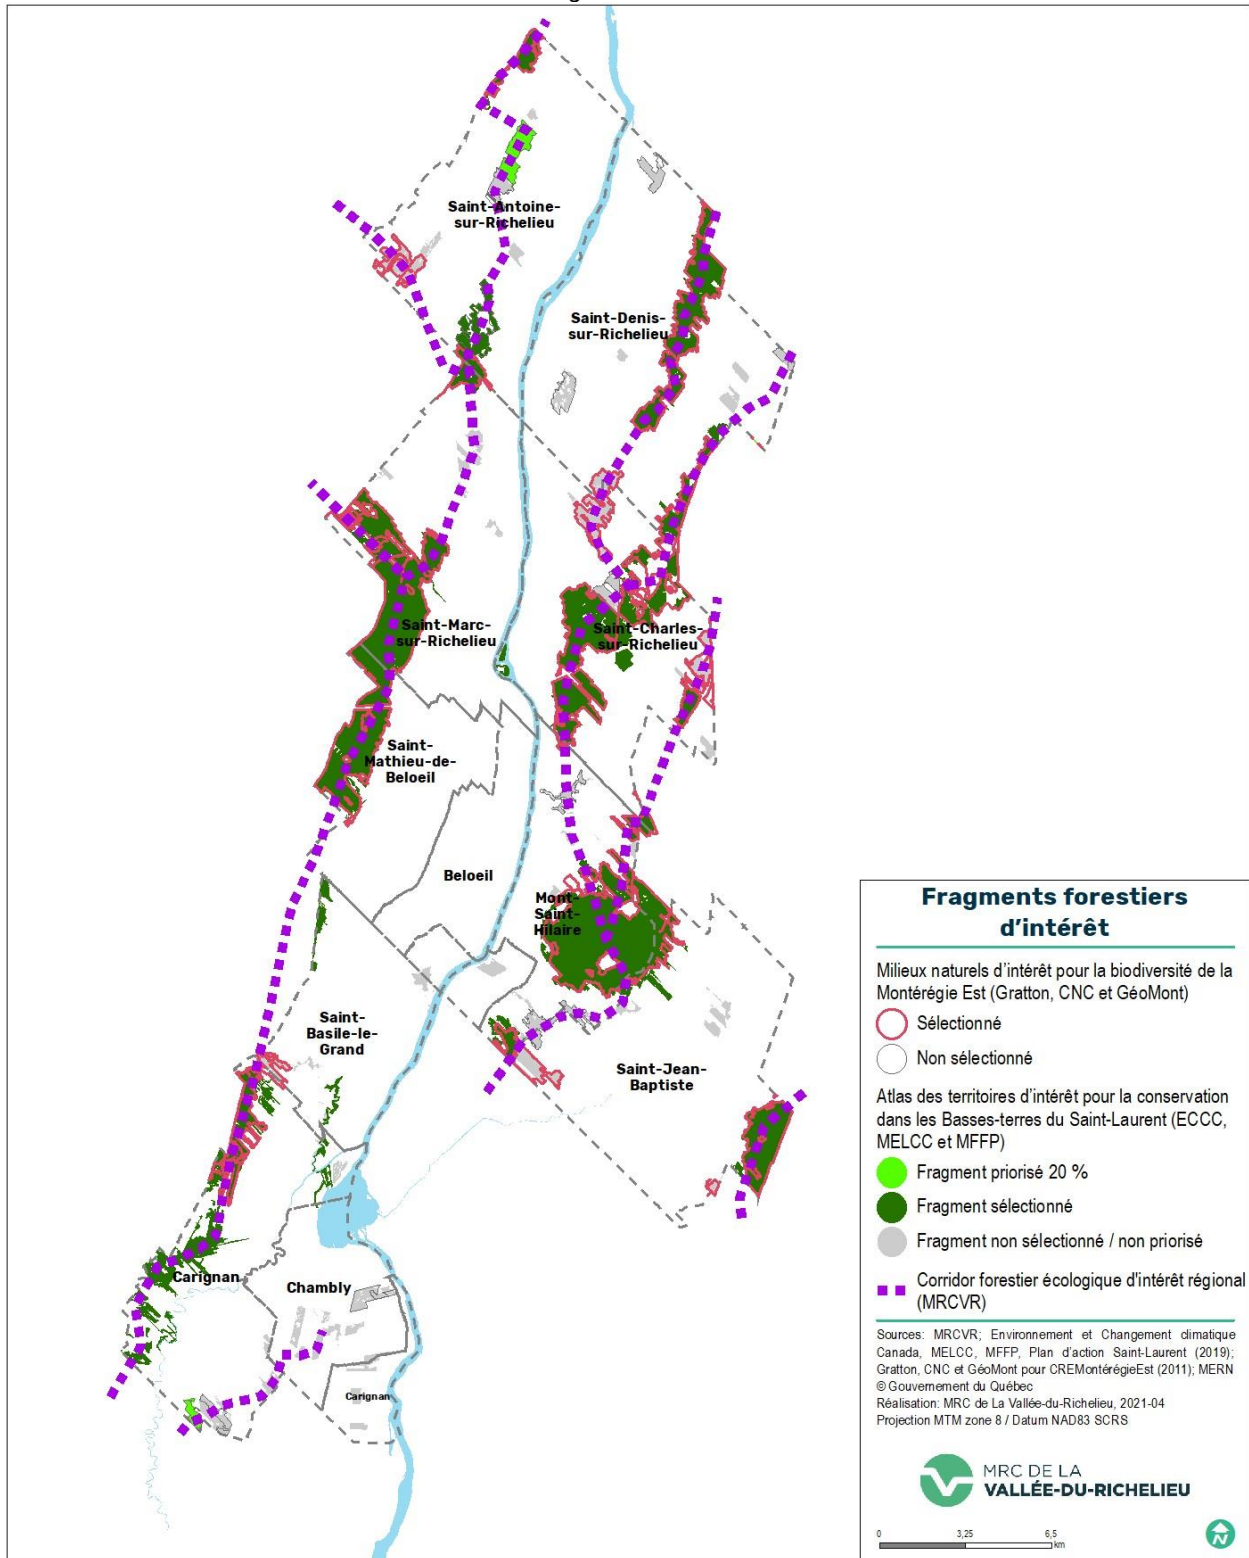 Saint-Antoine-
sur-Richelieu
Saint-Denis-
sur-Richelieu
Saint-Marc-
sur-Richelieu
Saint-Charles-
sur-Richelieu
Saint-
Mathieu-de-
Beloeil
Beloeil
Mont-
Saint-
Hilaire
Saint-
Basile-le-
Grand
Saint-Jean-
Baptiste
Carignan
Chambly
Carignan
Fragments forestiers
d'intérêt
Milieux naturels d'intérêt pour la biodiversité de la
Montérégie Est (Gratton, CNC et GéoMont)
Sélectionné
Non sélectionné
Atlas des territoires d'intérêt pour la conservation
dans les Basses-terres du Saint-Laurent (ECCC,
MELCC et MFFP)
Fragment priorisé 20 %
Fragment sélectionné
Fragment non sélectionné / non priorisé
Corridor forestier écologique d'intérêt régional
(MRCVR)
Sources: MRCVR; Environnement et Changement climatique
Canada, MELCC, MFFP, Plan d'action Saint-Laurent (2019);
Gratton, CNC et GéoMont pour CREMontérégieEst (2011); MERN
© Gouvernement du Québec
Réalisation: MRC de La Vallée-du-Richelieu, 2021-04
Projection MTM zone 8 / Datum NAD83 SCRS
MRC DE LA
VALLÉE-DU-RICHELIEU
0 3,25 6,5
km
N